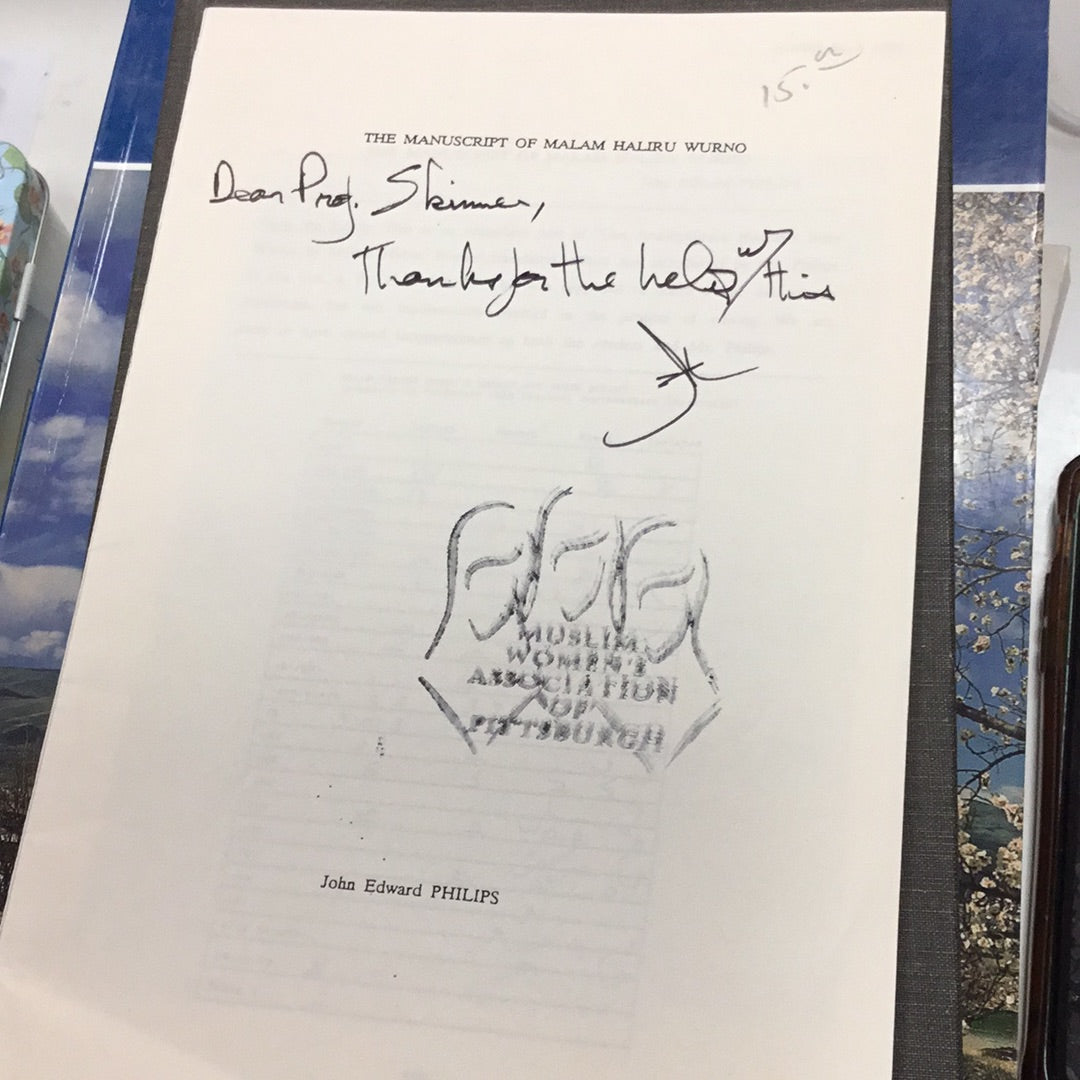 15.00
THE MANUSCRIPT OF MALAM HALIRU WURNO
Dear Prof. Skinner,
Thanks for the help w/ this
MUSLIM
WOMEN'S
ASSOCIATION
OF
PITTSBURGH
John Edward PHILIPS